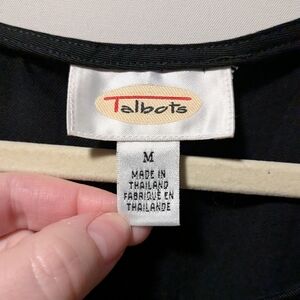 Talbots
M
MADE IN
THAILAND
FABRIQUÉ EN
THAILANDE